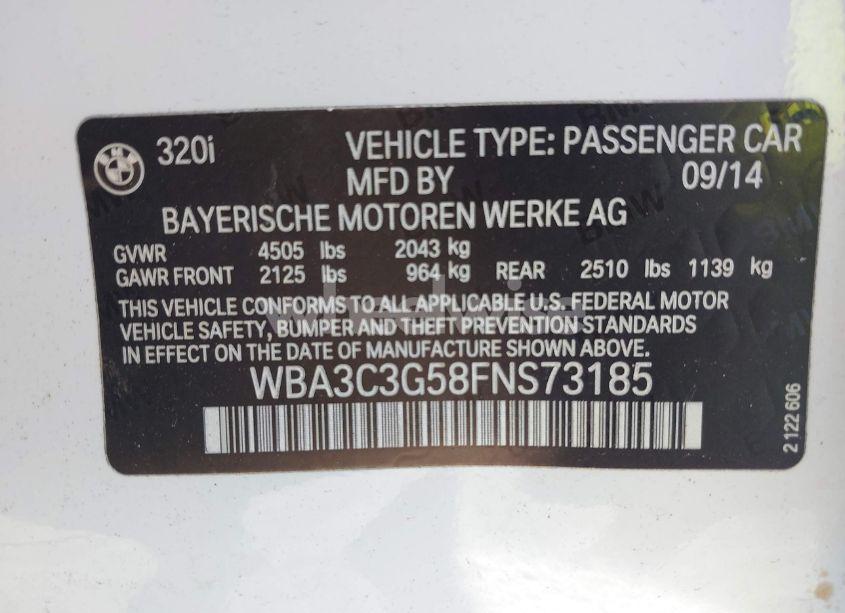 BMW 320i VEHICLE TYPE: PASSENGER CAR
MFD BY 09/14
BAYERISCHE MOTOREN WERKE AG
GVWR 4505 lbs 2043 kg
GAWR FRONT 2125 lbs 964 kg REAR 2510 lbs 1139 kg
THIS VEHICLE CONFORMS TO ALL APPLICABLE U.S. FEDERAL MOTOR
VEHICLE SAFETY, BUMPER AND THEFT PREVENTION STANDARDS
IN EFFECT ON THE DATE OF MANUFACTURE SHOWN ABOVE.
WBA3C3G58FNS73185
2 122 606